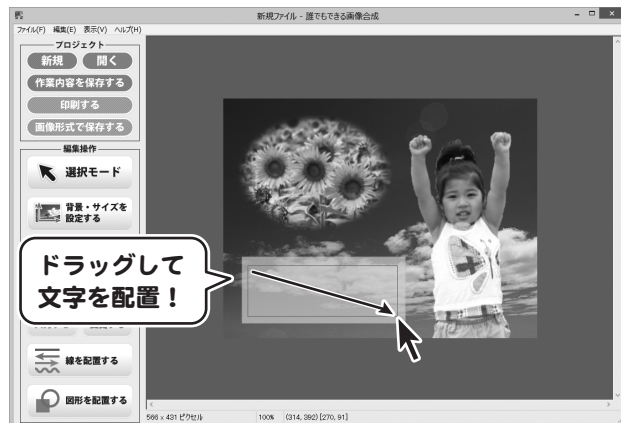 新規ファイル - 誰でもできる画像合成
ファイル(F) 編集(E) 表示(V) ヘルプ(H)
プロジェクト
新規 開く
作業内容を保存する
印刷する
画像形式で保存する
編集操作
選択モード
背景・サイズを
設定する
ドラッグして
文字を配置！
線を配置する
図形を配置する
566 x 431 ピクセル 100% (314, 392) [270, 91]